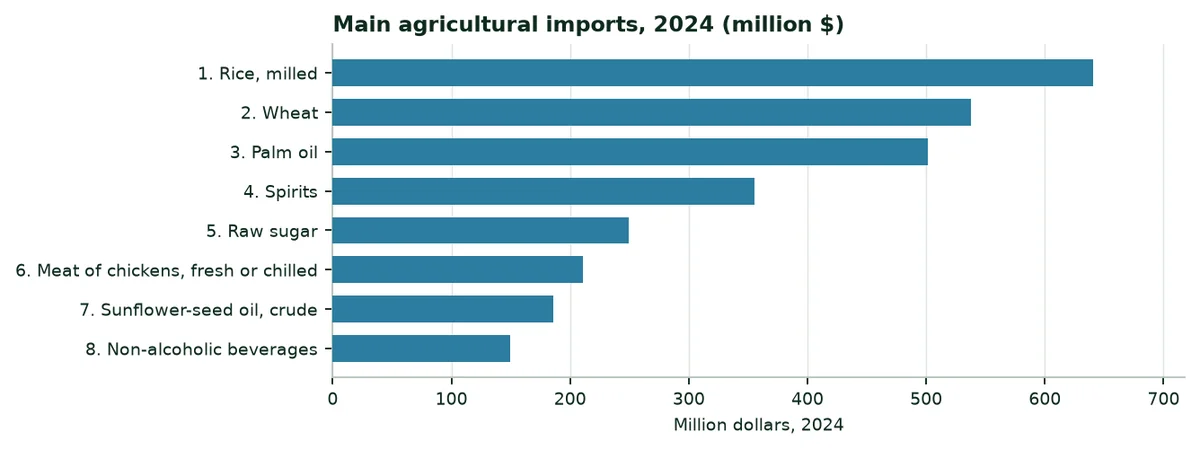 Main agricultural imports, 2024 (million $)
1. Rice, milled
2. Wheat
3. Palm oil
4. Spirits
5. Raw sugar
6. Meat of chickens, fresh or chilled
7. Sunflower-seed oil, crude
8. Non-alcoholic beverages
0 100 200 300 400 500 600 700
Million dollars, 2024